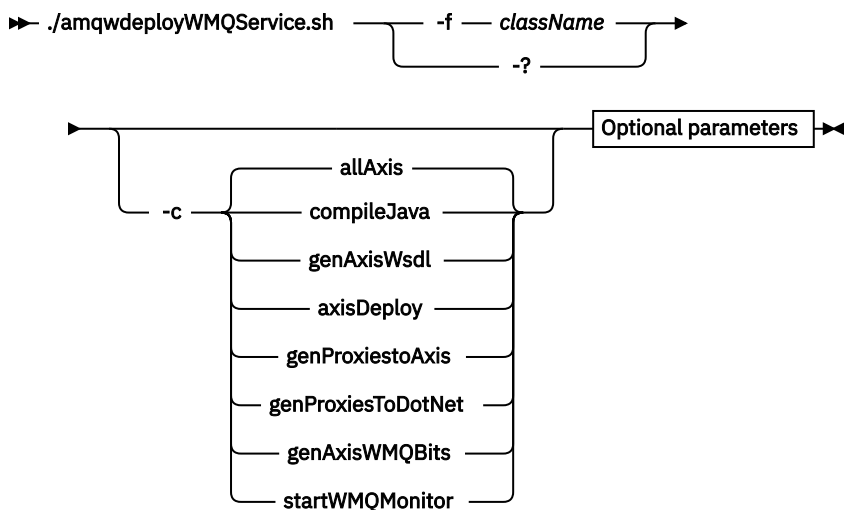 ./amqwdeployWMQService.sh -f className
-?
Optional parameters
allAxis
-c compileJava
genAxisWsdl
axisDeploy
genProxiestoAxis
genProxiesToDotNet
genAxisWMQBits
startWMQMonitor